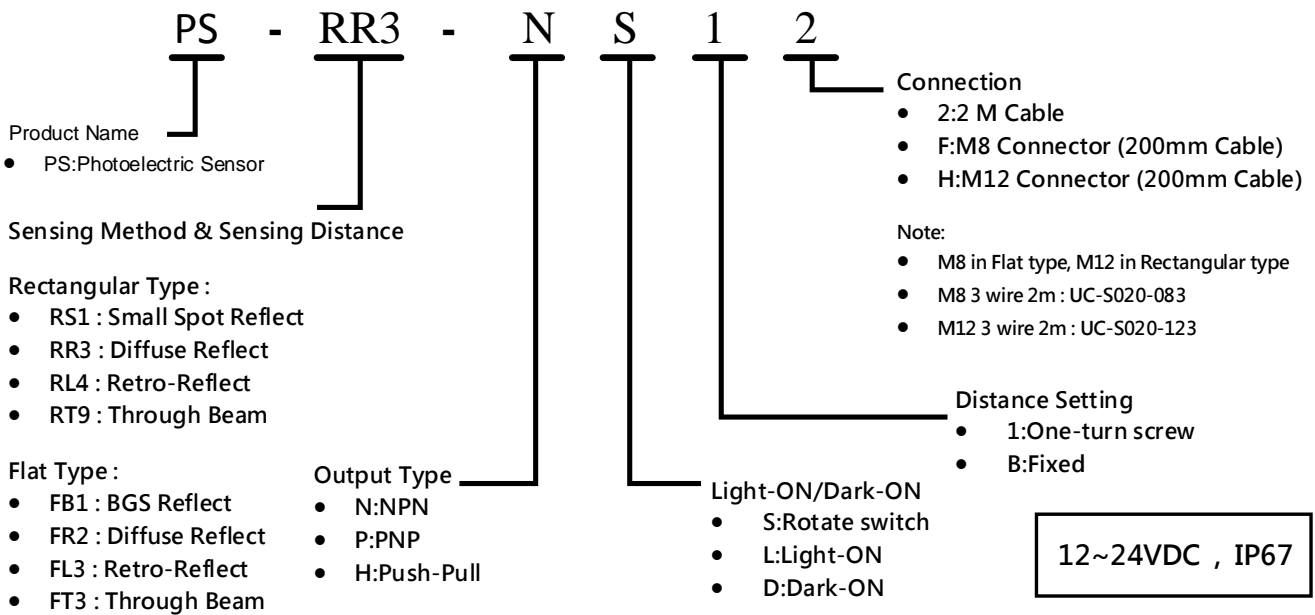 PS - RR3 - N S 1 2
Product Name
• PS:Photoelectric Sensor
Sensing Method & Sensing Distance
Rectangular Type :
• RS1 : Small Spot Reflect
• RR3 : Diffuse Reflect
• RL4 : Retro-Reflect
• RT9 : Through Beam
Flat Type :
• FB1 : BGS Reflect
• FR2 : Diffuse Reflect
• FL3 : Retro-Reflect
• FT3 : Through Beam
Output Type
• N:NPN
• P:PNP
• H:Push-Pull
Light-ON/Dark-ON
• S:Rotate switch
• L:Light-ON
• D:Dark-ON
Distance Setting
• 1:One-turn screw
• B:Fixed
Connection
• 2:2 M Cable
• F:M8 Connector (200mm Cable)
• H:M12 Connector (200mm Cable)
Note:
• M8 in Flat type, M12 in Rectangular type
• M8 3 wire 2m : UC-S020-083
• M12 3 wire 2m : UC-S020-123
12~24VDC , IP67